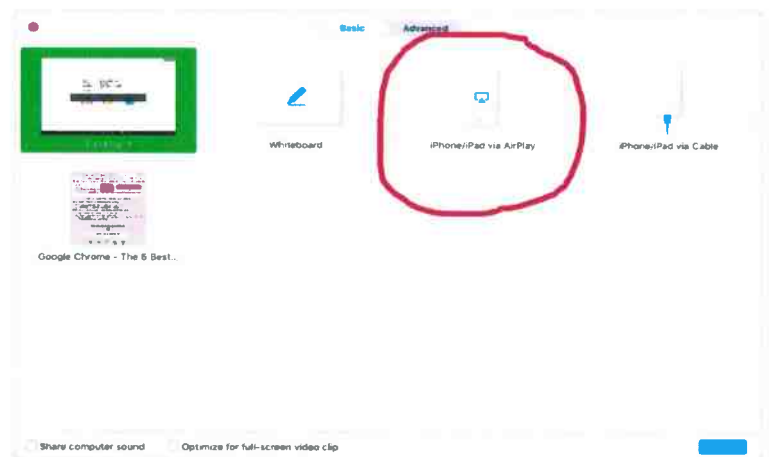 Basic
Advanced
Whiteboard
iPhone/iPad via AirPlay
iPhone/iPad via Cable
Google Chrome - The 6 Best...
Share computer sound
Optimize for full-screen video clip